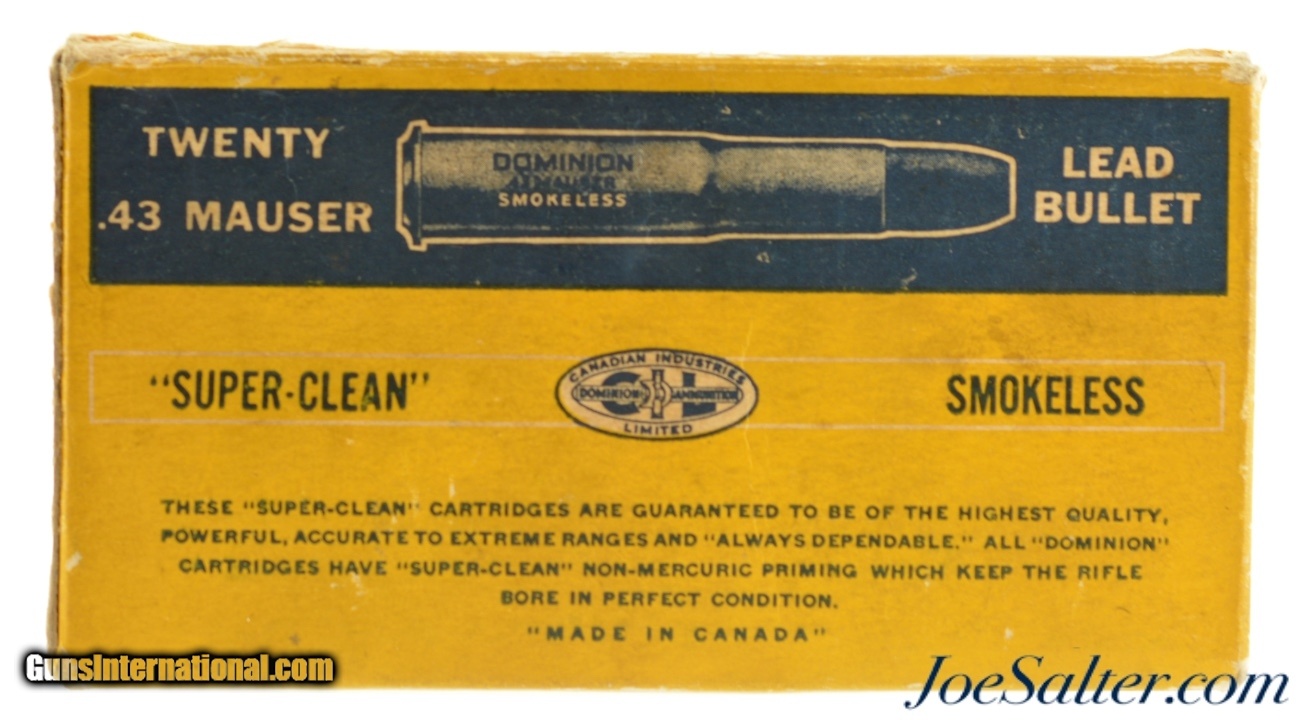 TWENTY
.43 MAUSER
DOMINION
.43 MAUSER
SMOKELESS
LEAD
BULLET
"SUPER-CLEAN"
CANADIAN INDUSTRIES
CIL
DOMINION AMMUNITION
LIMITED
SMOKELESS
THESE "SUPER-CLEAN" CARTRIDGES ARE GUARANTEED TO BE OF THE HIGHEST QUALITY,
POWERFUL, ACCURATE TO EXTREME RANGES AND "ALWAYS DEPENDABLE." ALL "DOMINION"
CARTRIDGES HAVE "SUPER-CLEAN" NON-MERCURIC PRIMING WHICH KEEP THE RIFLE
BORE IN PERFECT CONDITION.
"MADE IN CANADA"
GunsInternational.com
JoeSalter.com